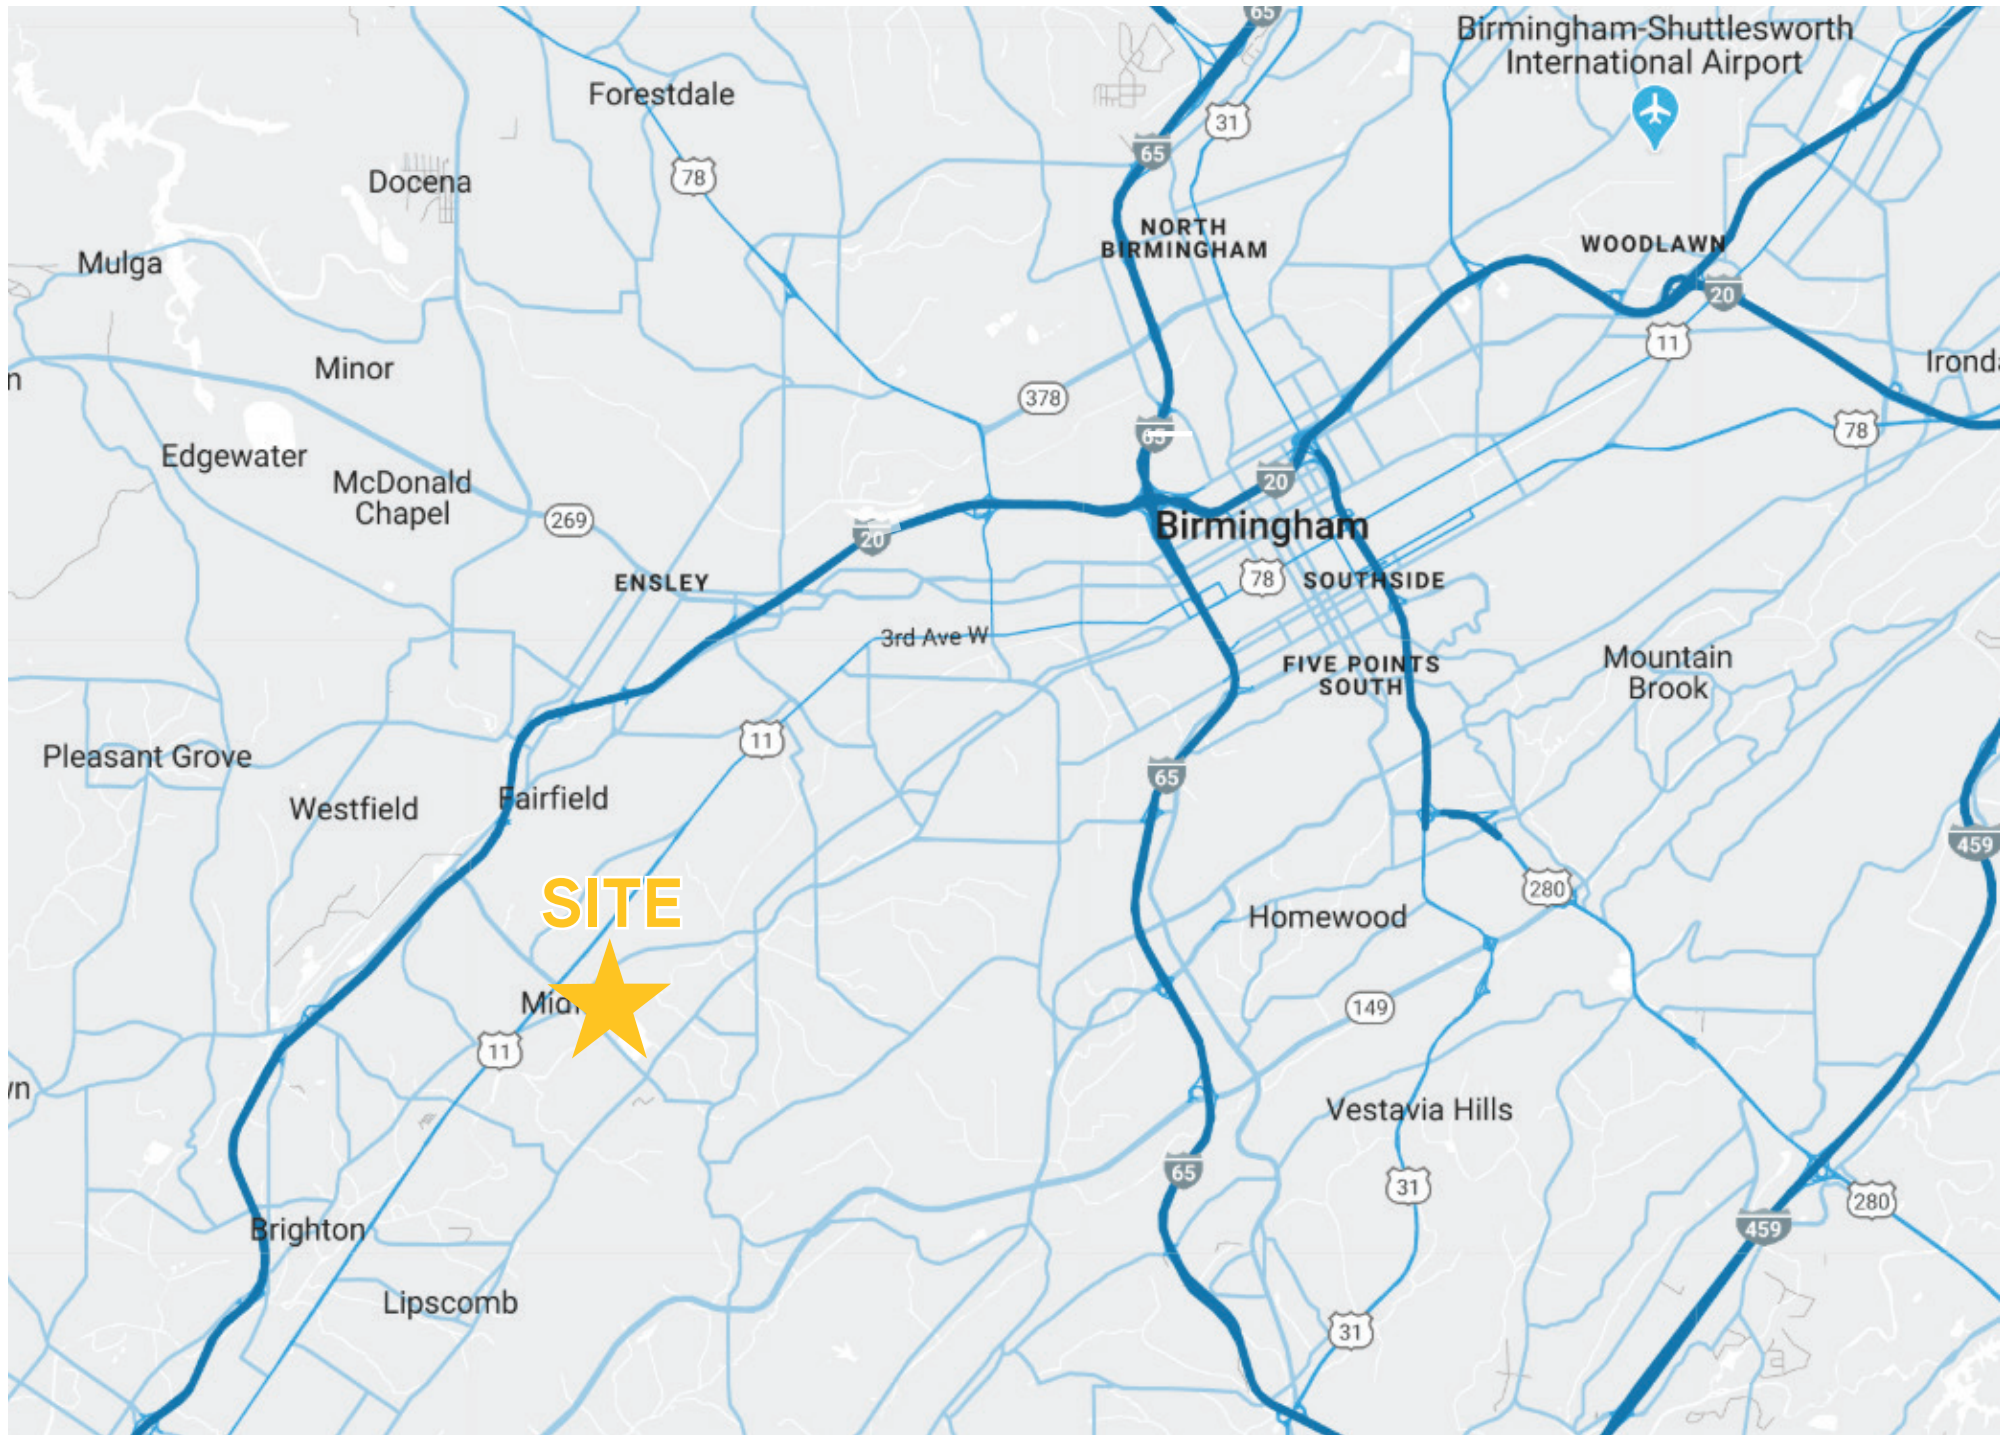 65
Birmingham-Shuttlesworth
International Airport
Forestdale
31
65
78
Docena
NORTH
BIRMINGHAM
WOODLAWN
Mulga
20
11
Minor
378
65
78
Edgewater
McDonald
Chapel
269
20
20
Birmingham
ENSLEY
78
SOUTHSIDE
3rd Ave W
FIVE POINTS
SOUTH
Mountain
Brook
11
Pleasant Grove
65
Westfield
Fairfield
459
280
SITE
Homewood
149
11
Vestavia Hills
65
31
280
459
Brighton
Lipscomb
31